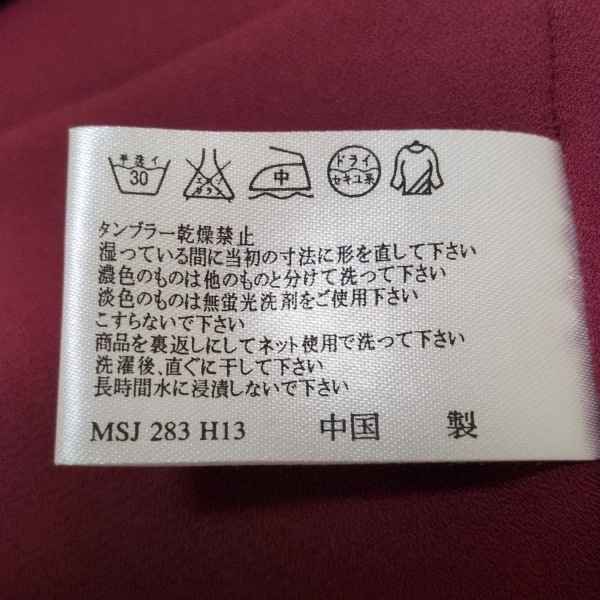 手洗イ 30 エンソサラシ 中 ドライ セキユ系
タンブラー乾燥禁止
湿っている間に当初の寸法に形を直して下さい
濃色のものは他のものと分けて洗って下さい
淡色のものは無蛍光洗剤をご使用下さい
こすらないで下さい
商品を裏返しにしてネット使用で洗って下さい
洗濯後、直ぐに干して下さい
長時間水に浸漬しないで下さい
MSJ 283 H13 中国 製